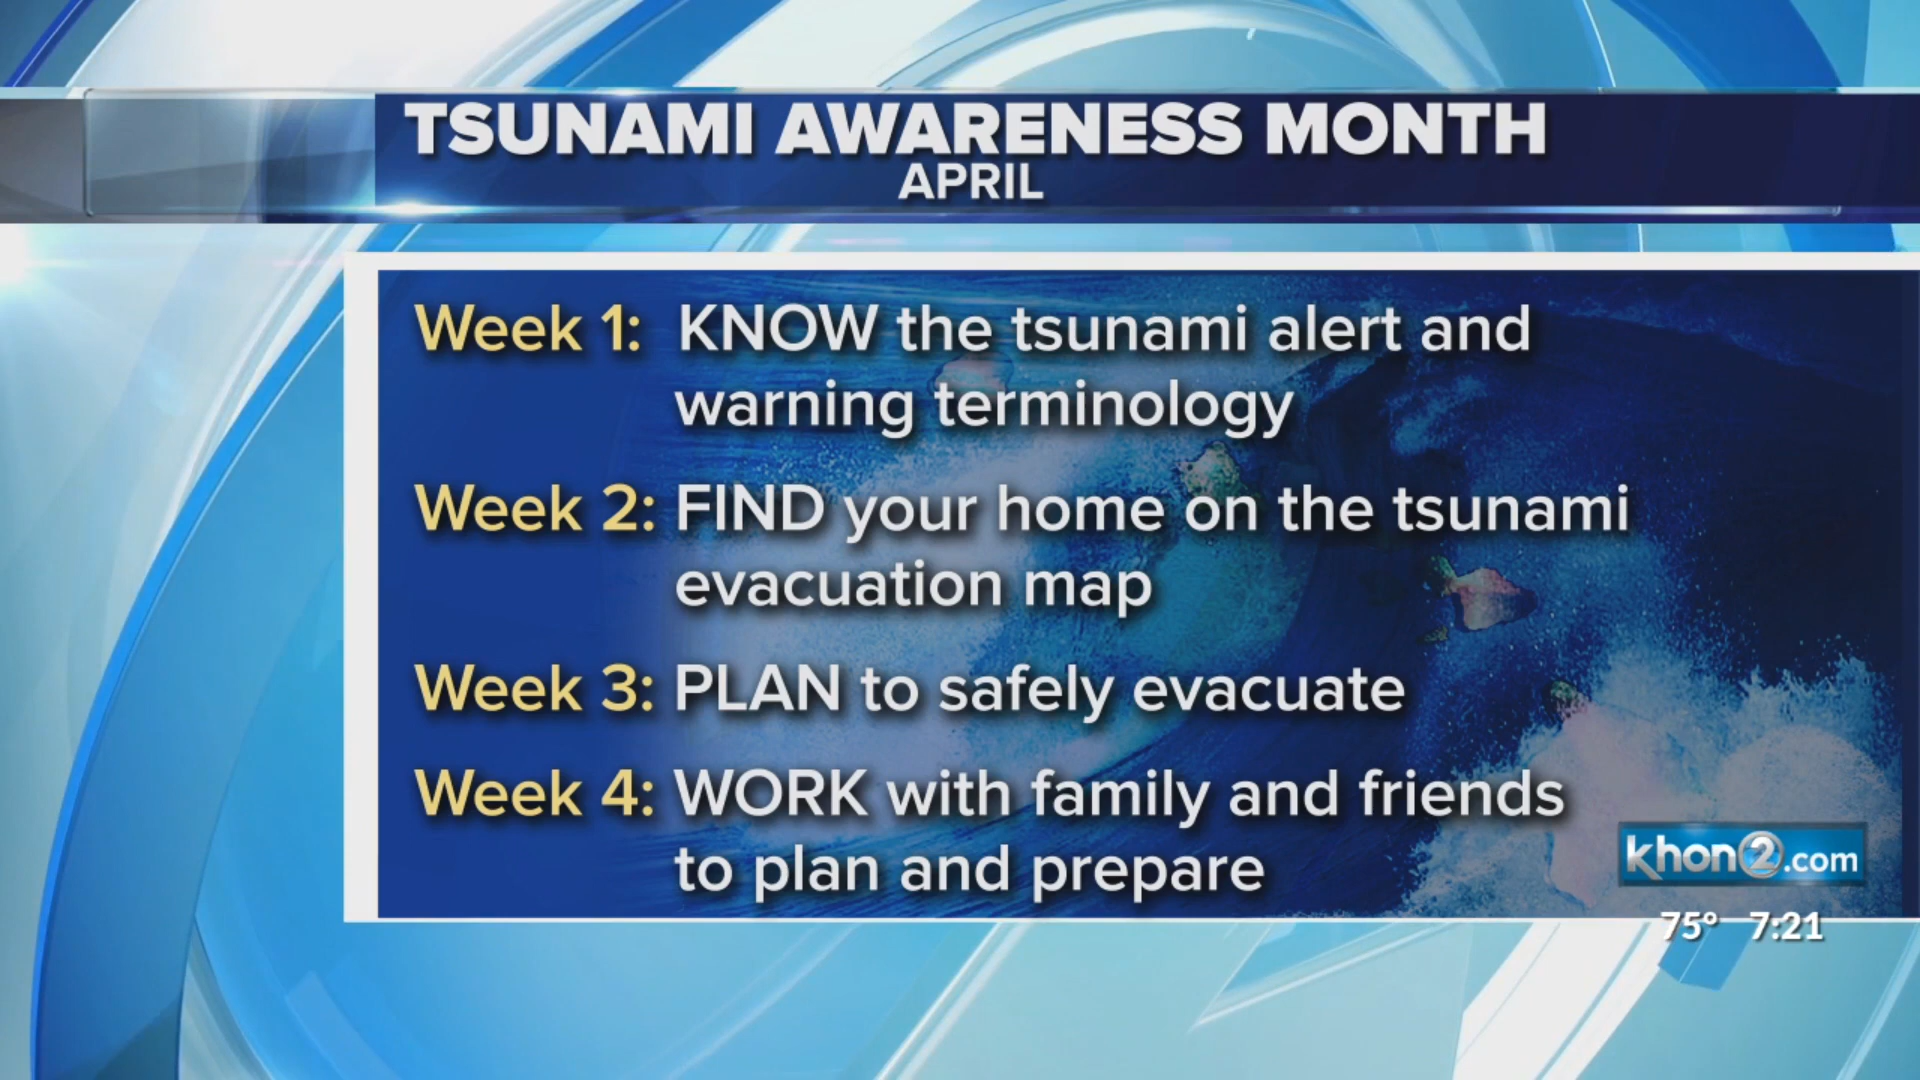 TSUNAMI AWARENESS MONTH
APRIL
Week 1: KNOW the tsunami alert and
warning terminology
Week 2: FIND your home on the tsunami
evacuation map
Week 3: PLAN to safely evacuate
Week 4: WORK with family and friends
to plan and prepare
khon2.com
75° 7:21